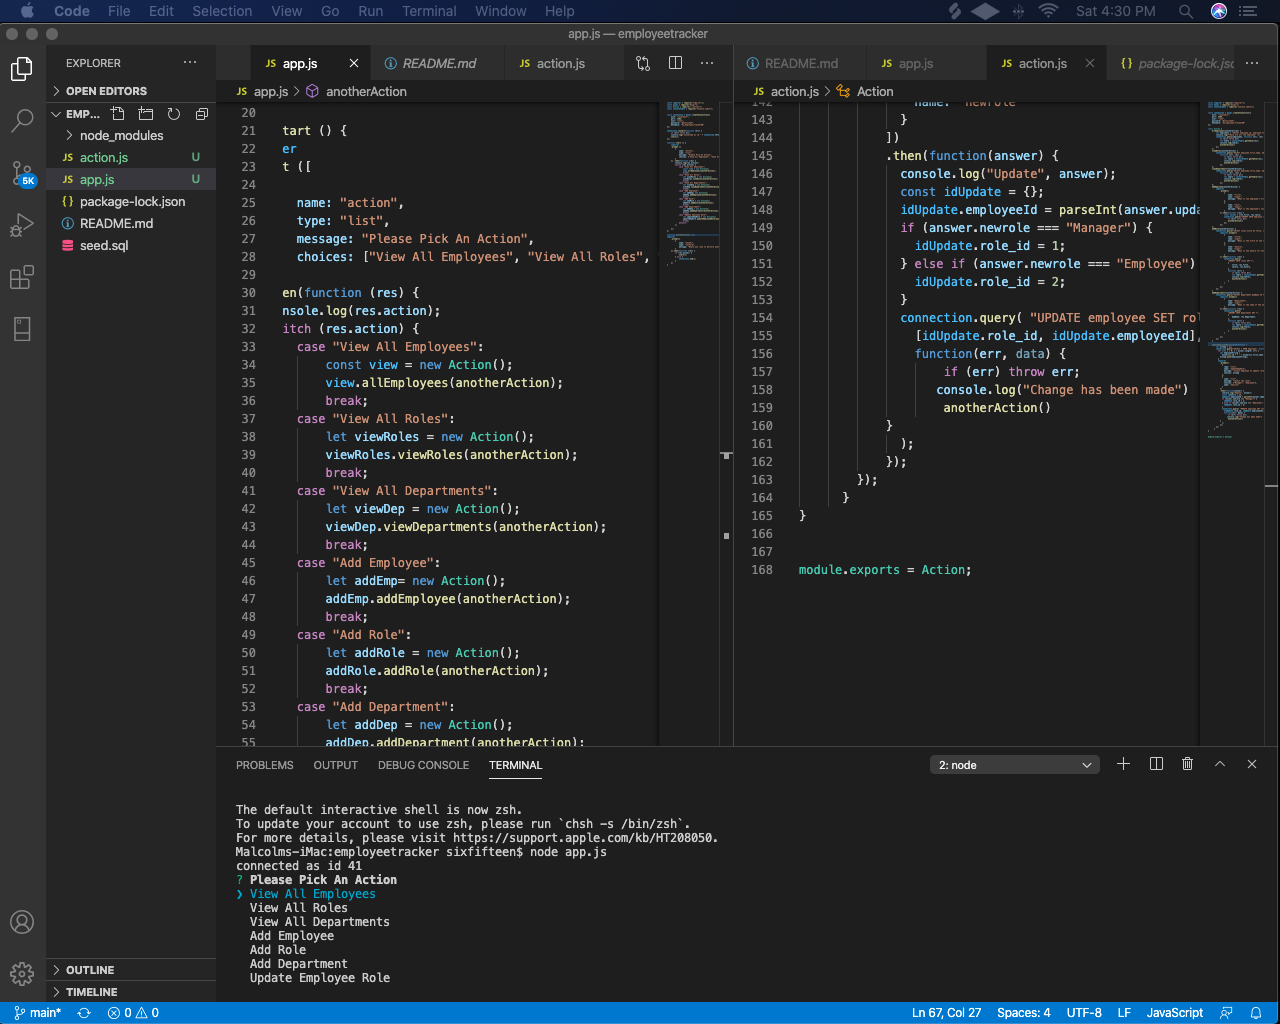 Code File Edit Selection View Go Run Terminal Window Help Sat 4:30 PM
app.js — employeetracker
EXPLORER
OPEN EDITORS
EMP...
node_modules
action.js U
app.js U
package-lock.json
README.md
seed.sql
OUTLINE
TIMELINE
5K
JS app.js
README.md
JS action.js
JS app.js > anotherAction
20
21 tart () {
22 er
23 t ([
24
25 name: "action",
26 type: "list",
27 message: "Please Pick An Action",
28 choices: ["View All Employees", "View All Roles",
29
30 en(function (res) {
31 nsole.log(res.action);
32 itch (res.action) {
33 case "View All Employees":
34 const view = new Action();
35 view.allEmployees(anotherAction);
36 break;
37 case "View All Roles":
38 let viewRoles = new Action();
39 viewRoles.viewRoles(anotherAction);
40 break;
41 case "View All Departments":
42 let viewDep = new Action();
43 viewDep.viewDepartments(anotherAction);
44 break;
45 case "Add Employee":
46 let addEmp= new Action();
47 addEmp.addEmployee(anotherAction);
48 break;
49 case "Add Role":
50 let addRole = new Action();
51 addRole.addRole(anotherAction);
52 break;
53 case "Add Department":
54 let addDep = new Action();
55 addDep.addDepartment(anotherAction);
README.md
JS app.js
JS action.js
{} package-lock.jso
JS action.js > Action
142 name: "newrole"
143 }
144 ])
145 .then(function(answer) {
146 console.log("Update", answer);
147 const idUpdate = {};
148 idUpdate.employeeId = parseInt(answer.upda
149 if (answer.newrole === "Manager") {
150 idUpdate.role_id = 1;
151 } else if (answer.newrole === "Employee")
152 idUpdate.role_id = 2;
153 }
154 connection.query( "UPDATE employee SET rol
155 [idUpdate.role_id, idUpdate.employeeId],
156 function(err, data) {
157 if (err) throw err;
158 console.log("Change has been made")
159 anotherAction()
160 }
161 );
162 });
163 });
164 }
165 }
166
167
168 module.exports = Action;
PROBLEMS OUTPUT DEBUG CONSOLE TERMINAL 2: node
The default interactive shell is now zsh.
To update your account to use zsh, please run `chsh -s /bin/zsh`.
For more details, please visit https://support.apple.com/kb/HT208050.
Malcolms-iMac:employeetracker sixfifteen$ node app.js
connected as id 41
? Please Pick An Action
❯ View All Employees
View All Roles
View All Departments
Add Employee
Add Role
Add Department
Update Employee Role
main* 0 0 Ln 67, Col 27 Spaces: 4 UTF-8 LF JavaScript